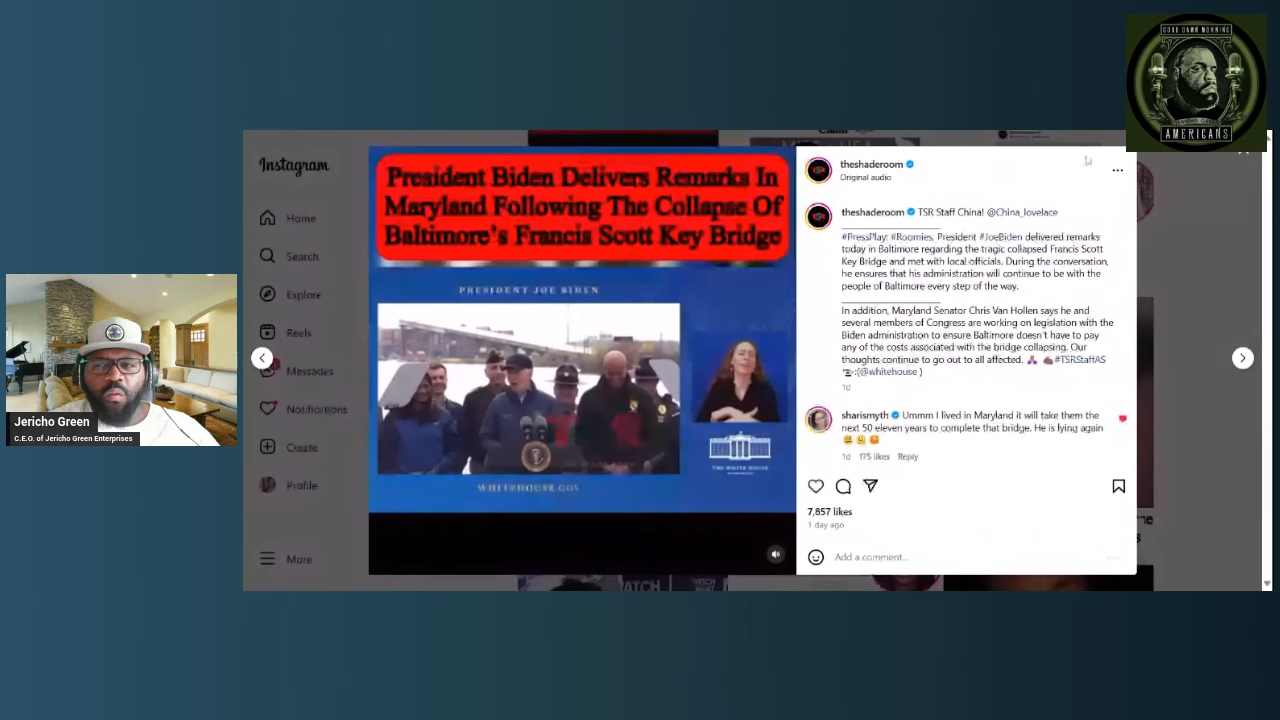 GODD DAMN MORNING
AMERICANS
Instagram
Home
Search
Explore
Reels
Messages
Notifications
Create
Profile
More
President Biden Delivers Remarks In
Maryland Following The Collapse Of
Baltimore's Francis Scott Key Bridge
PRESIDENT JOE BIDEN
THE WHITE HOUSE
WHITEHOUSE.GOV
theshaderoom
Original audio
theshaderoom TSR Staff China! @China_lovelace
#PressPlay: #Roomies, President #JoeBiden delivered remarks
today in Baltimore regarding the tragic collapsed Francis Scott
Key Bridge and met with local officials. During the conversation,
he ensures that his administration will continue to be with the
people of Baltimore every step of the way.
In addition, Maryland Senator Chris Van Hollen says he and
several members of Congress are working on legislation with the
Biden administration to ensure Baltimore doesn't have to pay
any of the costs associated with the bridge collapsing. Our
thoughts continue to go out to all affected. 🙏🏾 #TSRStaffAS
:(@whitehouse )
1d
sharismyth Ummm I lived in Maryland it will take them the
next 50 eleven years to complete that bridge. He is lying again
1d 175 likes Reply
7,857 likes
1 day ago
Add a comment...
Jericho Green
C.E.O. of Jericho Green Enterprises